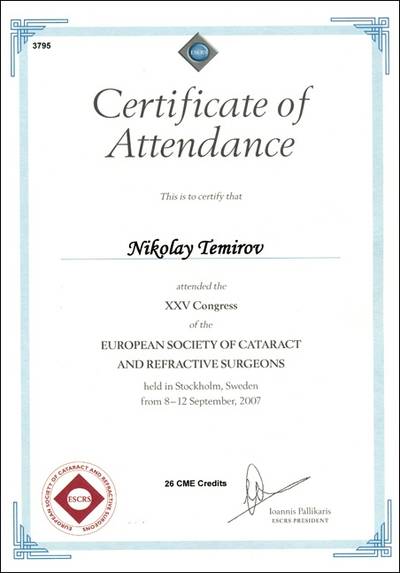 3795
ESCRS
Certificate of
Attendance
This is to certify that
Nikolay Temirov
attended the
XXV Congress
of the
EUROPEAN SOCIETY OF CATARACT
AND REFRACTIVE SURGEONS
held in Stockholm, Sweden
from 8–12 September, 2007
EUROPEAN SOCIETY OF CATARACT AND REFRACTIVE SURGEONS
ESCRS
26 CME Credits
Ioannis Pallikaris
ESCRS PRESIDENT